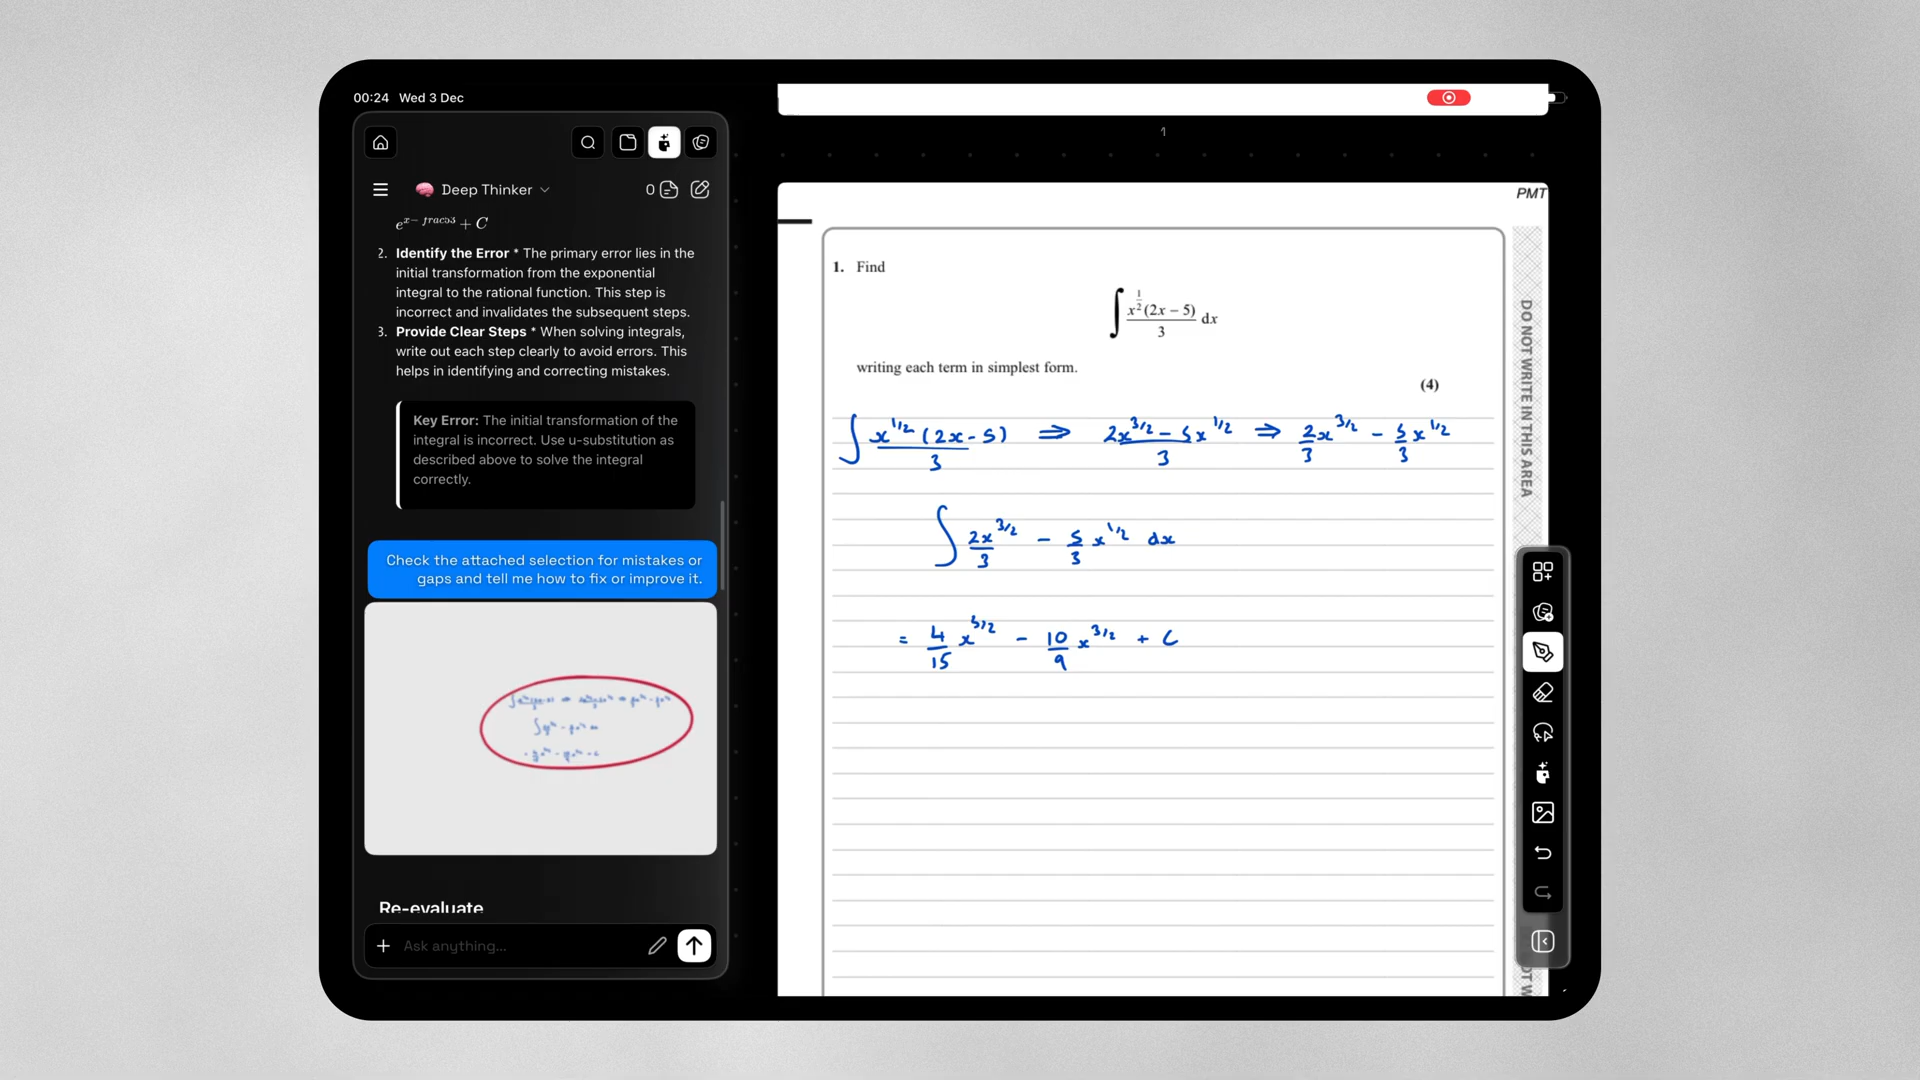 00:24 Wed 3 Dec
1
Deep Thinker
0
e^{x- frac53} + C
2. Identify the Error * The primary error lies in the
initial transformation from the exponential
integral to the rational function. This step is
incorrect and invalidates the subsequent steps.
3. Provide Clear Steps * When solving integrals,
write out each step clearly to avoid errors. This
helps in identifying and correcting mistakes.
Key Error: The initial transformation of the
integral is incorrect. Use u-substitution as
described above to solve the integral
correctly.
Check the attached selection for mistakes or
gaps and tell me how to fix or improve it.
Re-evaluate
Ask anything...
PMT
1. Find
∫ x^{1/2}(2x – 5)/3 dx
writing each term in simplest form.
(4)
∫ x^{1/2} (2x - 5)/3 ⇒ (2x^{3/2} - 5x^{1/2})/3 ⇒ 2/3 x^{3/2} - 5/3 x^{1/2}
∫ 2x^{3/2}/3 - 5/3 x^{1/2} dx
= 4/15 x^{5/2} - 10/9 x^{3/2} + C
DO NOT WRITE IN THIS AREA
OT W